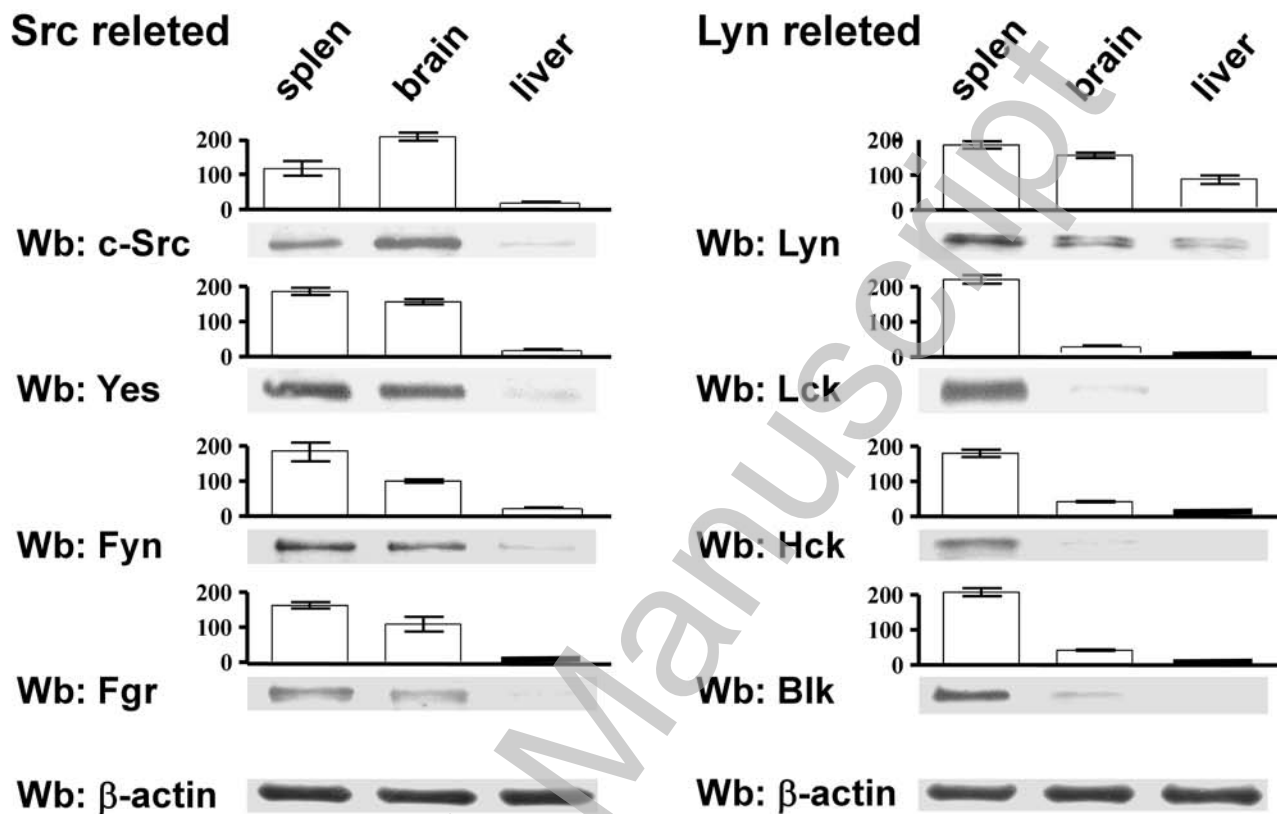 Src releted
splen
brain
liver
200
100
0
Wb: c-Src
200
100
0
Wb: Yes
200
100
0
Wb: Fyn
200
100
0
Wb: Fgr
Wb: β-actin
Lyn releted
splen
brain
liver
200
100
0
Wb: Lyn
200
100
0
Wb: Lck
200
100
0
Wb: Hck
200
100
0
Wb: Blk
Wb: β-actin
Manuscript